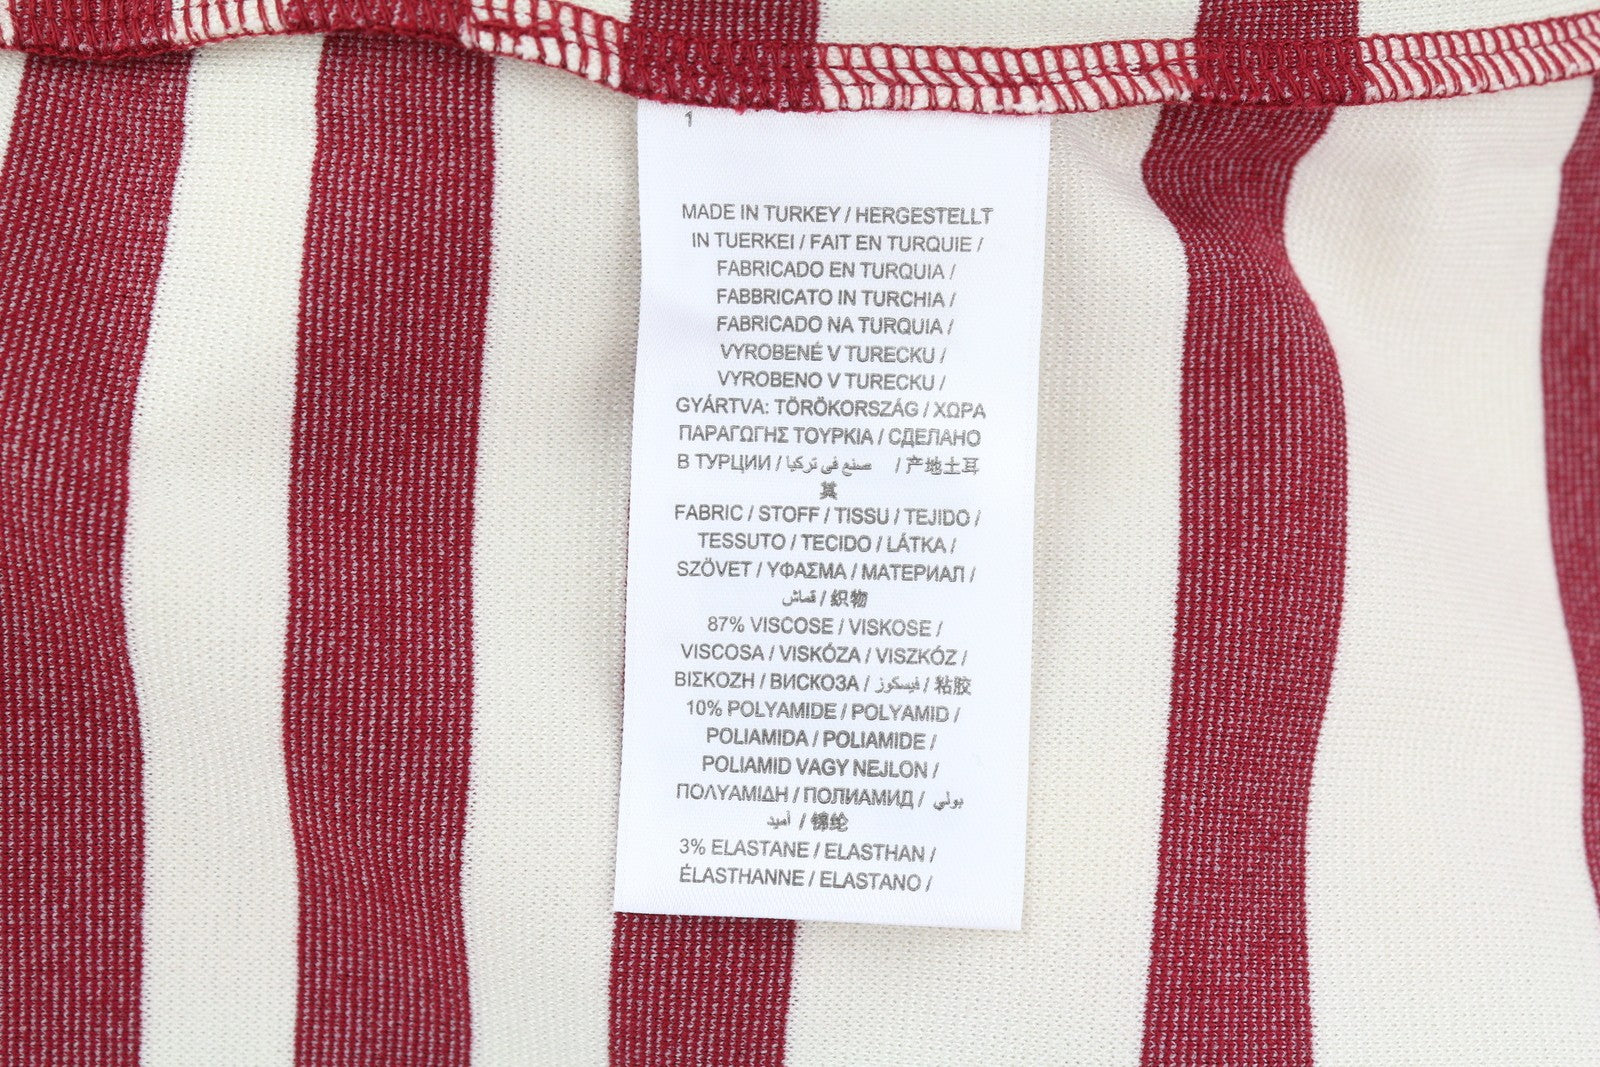 1
MADE IN TURKEY / HERGESTELLT
IN TUERKEI / FAIT EN TURQUIE /
FABRICADO EN TURQUIA /
FABBRICATO IN TURCHIA /
FABRICADO NA TURQUIA /
VYROBENÉ V TURECKU /
VYROBENO V TURECKU /
GYÁRTVA: TÖRÖKORSZÁG / ΧΩΡΑ
ΠΑΡΑΓΩΓΗΣ ΤΟΥΡΚΙΑ / СДЕЛАНО
В ТУРЦИИ / صنع في تركيا / 产地土耳
其
FABRIC / STOFF / TISSU / TEJIDO /
TESSUTO / TECIDO / LÁTKA /
SZÖVET / ΥΦΑΣΜΑ / МАТЕРИАЛ /
قماش / 织物
87% VISCOSE / VISKOSE /
VISCOSA / VISKÓZA / VISZKÓZ /
ΒΙΣΚΟΖΗ / ВИСКОЗА / فيسكوز / 粘胶
10% POLYAMIDE / POLYAMID /
POLIAMIDA / POLIAMIDE /
POLIAMID VAGY NEJLON /
ΠΟΛΥΑΜΙΔΗ / ПОЛИАМИД / بولي
أميد / 锦纶
3% ELASTANE / ELASTHAN /
ÉLASTHANNE / ELASTANO /